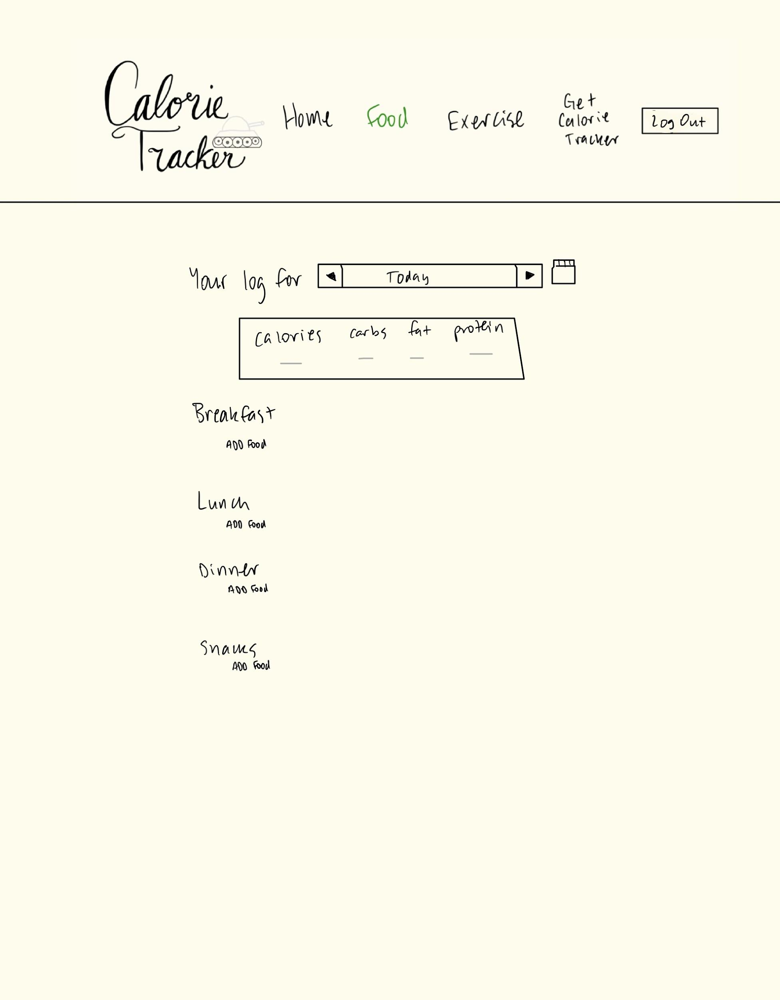 Calorie
Tracker
Home Food Exercise Get Calorie Tracker Log Out
Your log for Today
Calories carbs fat protein
Breakfast
ADD Food
Lunch
ADD Food
Dinner
ADD Food
Snacks
ADD Food